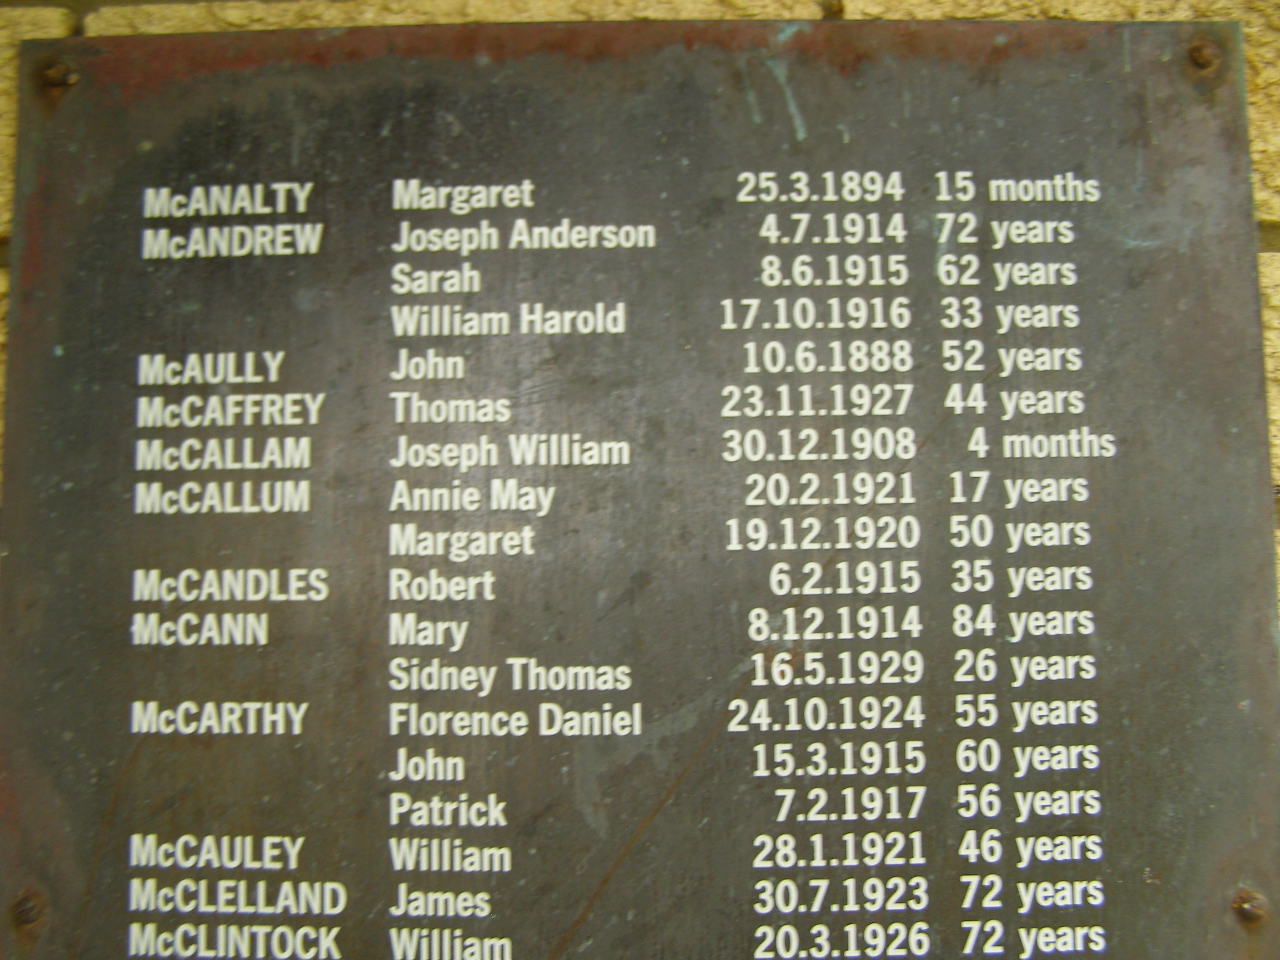 McANALTY Margaret 25.3.1894 15 months
McANDREW Joseph Anderson 4.7.1914 72 years
Sarah 8.6.1915 62 years
William Harold 17.10.1916 33 years
McAULLY John 10.6.1888 52 years
McCAFFREY Thomas 23.11.1927 44 years
McCALLAM Joseph William 30.12.1908 4 months
McCALLUM Annie May 20.2.1921 17 years
Margaret 19.12.1920 50 years
McCANDLES Robert 6.2.1915 35 years
McCANN Mary 8.12.1914 84 years
Sidney Thomas 16.5.1929 26 years
McCARTHY Florence Daniel 24.10.1924 55 years
John 15.3.1915 60 years
Patrick 7.2.1917 56 years
McCAULEY William 28.1.1921 46 years
McCLELLAND James 30.7.1923 72 years
McCLINTOCK William 20.3.1926 72 years